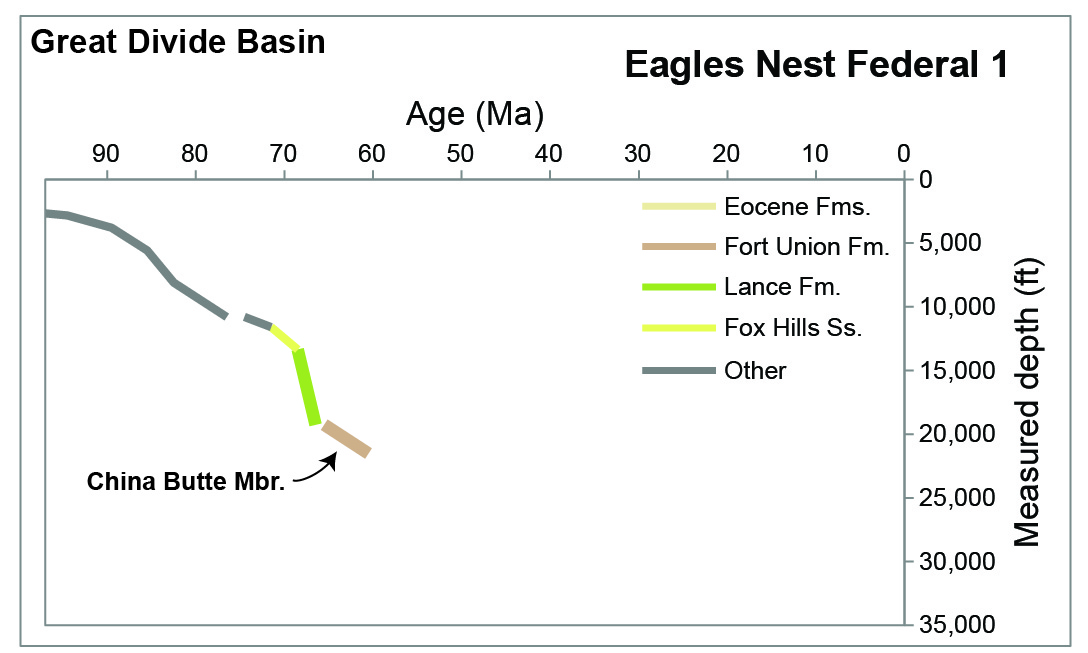 Great Divide Basin
Eagles Nest Federal 1
Age (Ma)
90 80 70 60 50 40 30 20 10 0
0
5,000
10,000
15,000
20,000
25,000
30,000
35,000
Measured depth (ft)
Eocene Fms.
Fort Union Fm.
Lance Fm.
Fox Hills Ss.
Other
China Butte Mbr.